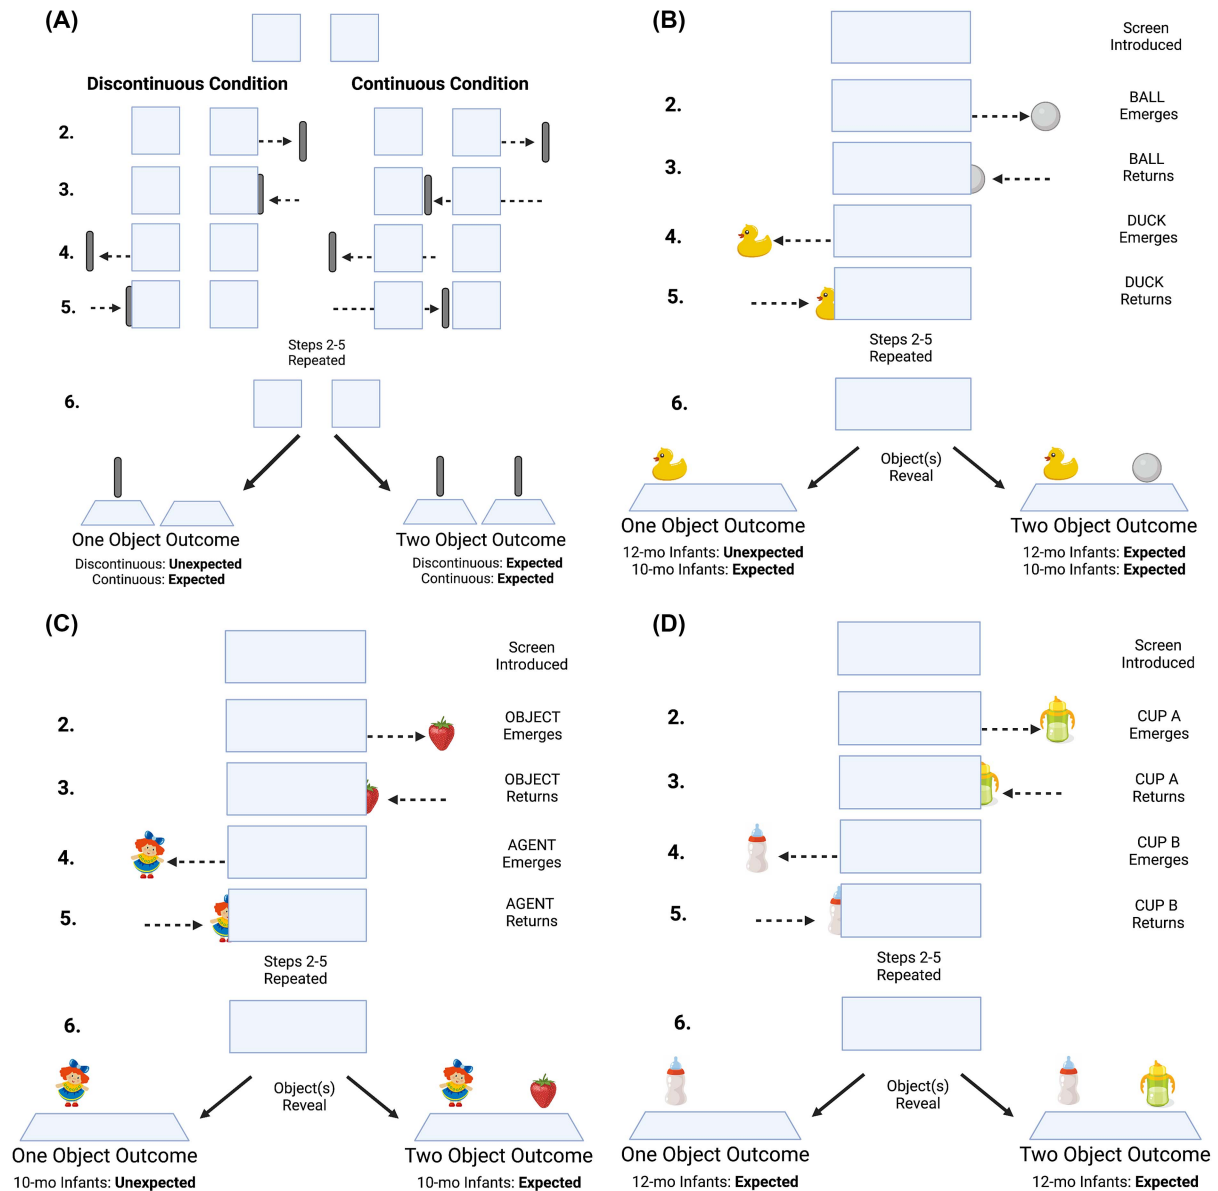 (A)
Discontinuous Condition
Continuous Condition
2.
3.
4.
5.
Steps 2-5
Repeated
6.
One Object Outcome
Discontinuous: Unexpected
Continuous: Expected
Two Object Outcome
Discontinuous: Expected
Continuous: Expected
(B)
Screen
Introduced
2.
BALL
Emerges
3.
BALL
Returns
4.
DUCK
Emerges
5.
DUCK
Returns
Steps 2-5
Repeated
6.
Object(s)
Reveal
One Object Outcome
12-mo Infants: Unexpected
10-mo Infants: Expected
Two Object Outcome
12-mo Infants: Expected
10-mo Infants: Expected
(C)
Screen
Introduced
2.
OBJECT
Emerges
3.
OBJECT
Returns
4.
AGENT
Emerges
5.
AGENT
Returns
Steps 2-5
Repeated
6.
Object(s)
Reveal
One Object Outcome
10-mo Infants: Unexpected
Two Object Outcome
10-mo Infants: Expected
(D)
Screen
Introduced
2.
CUP A
Emerges
3.
CUP A
Returns
4.
CUP B
Emerges
5.
CUP B
Returns
Steps 2-5
Repeated
6.
Object(s)
Reveal
One Object Outcome
12-mo Infants: Expected
Two Object Outcome
12-mo Infants: Expected